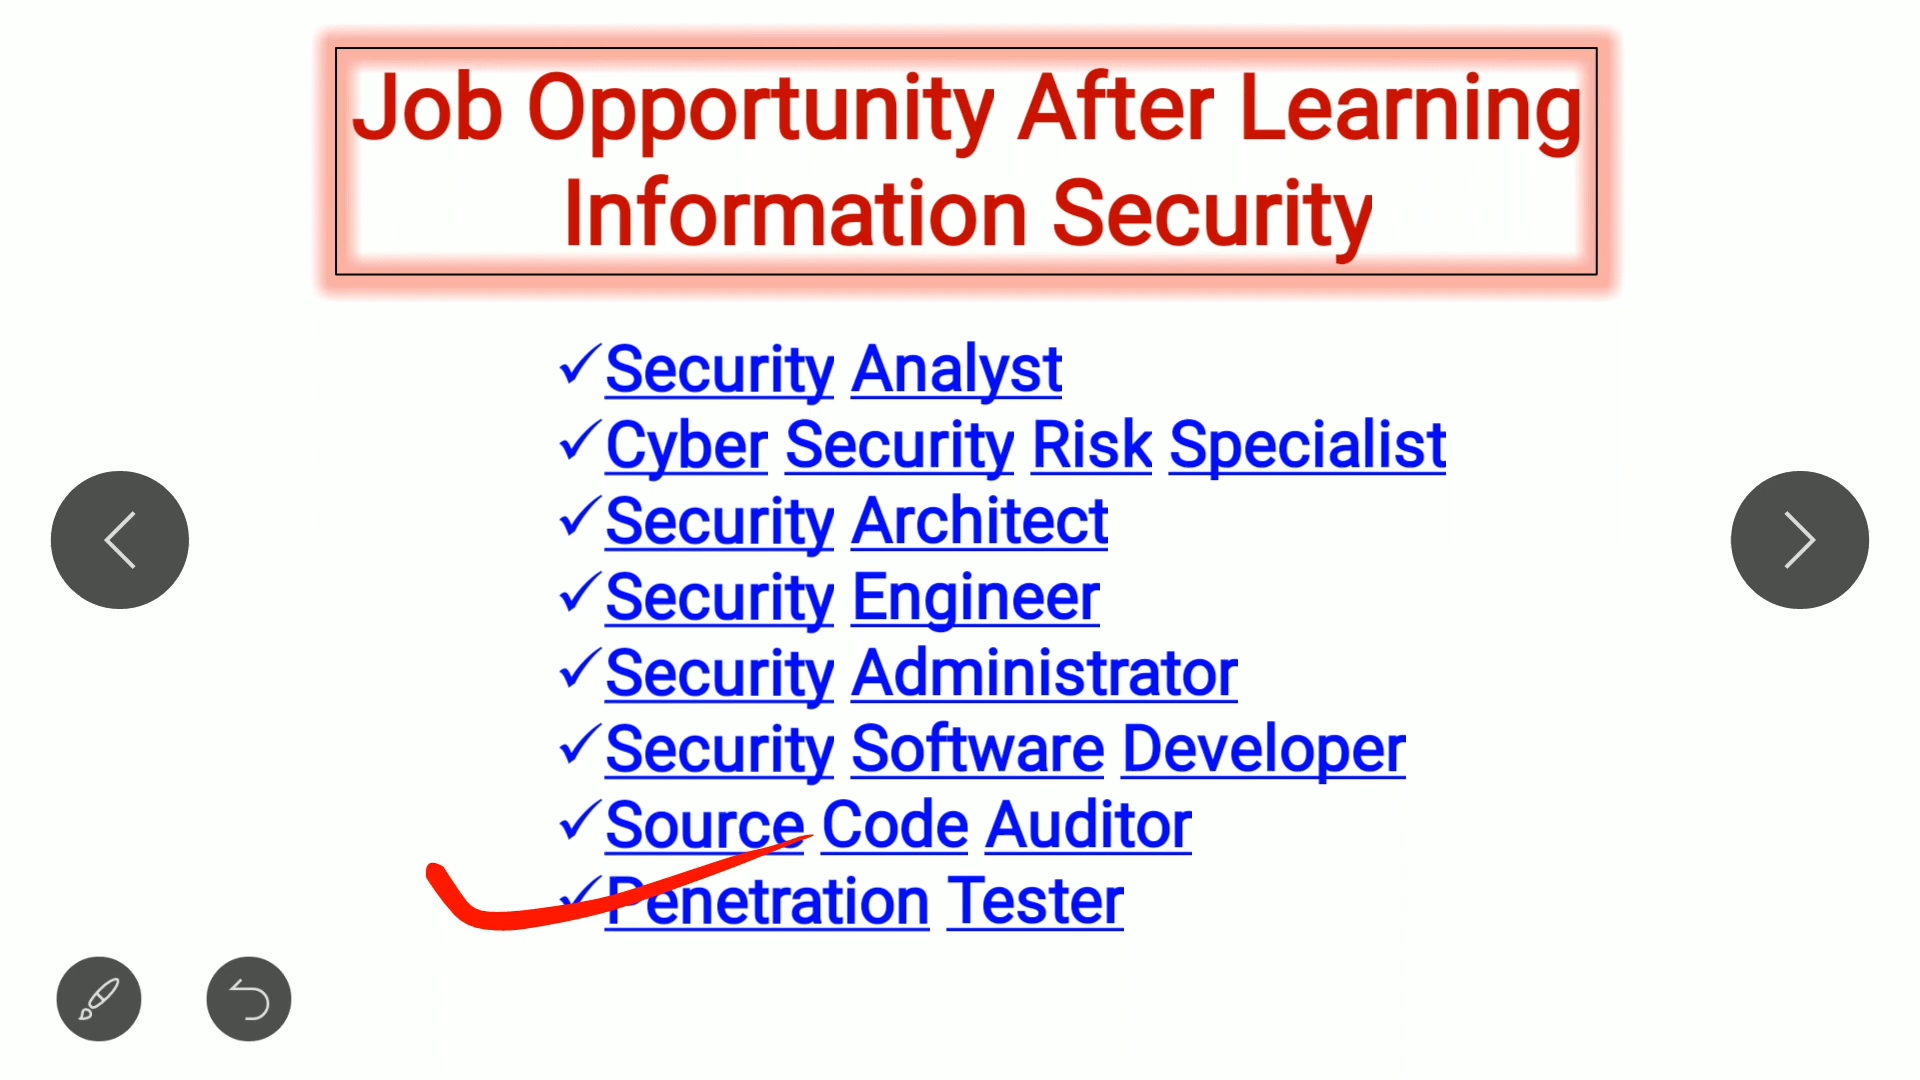 Job Opportunity After Learning
Information Security
✓Security Analyst
✓Cyber Security Risk Specialist
✓Security Architect
✓Security Engineer
✓Security Administrator
✓Security Software Developer
✓Source Code Auditor
✓Penetration Tester